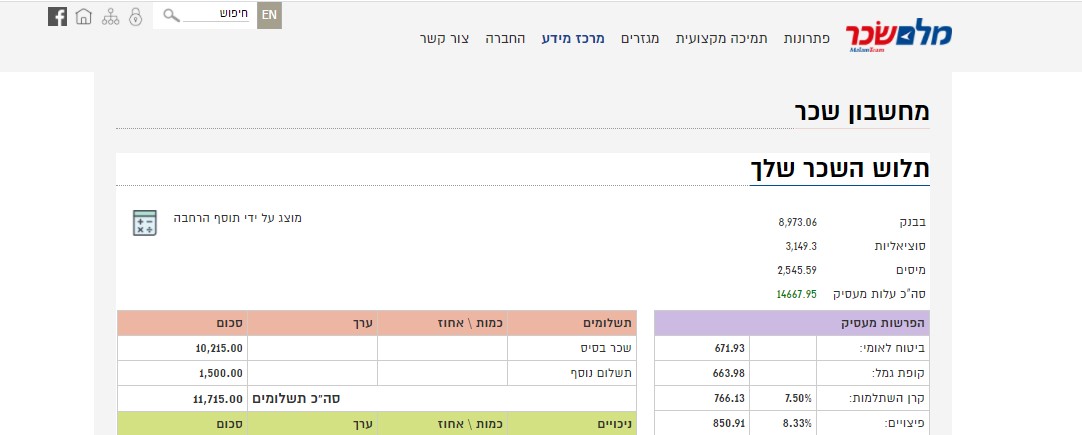 EN
חיפוש
מלםשכר
MalamTeam
פתרונות
תמיכה מקצועית
מגזרים
מרכז מידע
החברה
צור קשר
מחשבון שכר
תלוש השכר שלך
בבנק 8,973.06
סוציאליות 3,149.3
מיסים 2,545.59
סה"כ עלות מעסיק 14667.95
מוצג על ידי תוסף הרחבה
הפרשות מעסיק
ביטוח לאומי: 671.93
קופת גמל: 663.98
קרן השתלמות: 7.50% 766.13
פיצויים: 8.33% 850.91
תשלומים כמות \ אחוז ערך סכום
שכר בסיס 10,215.00
תשלום נוסף 1,500.00
סה"כ תשלומים 11,715.00
ניכויים כמות \ אחוז ערך סכום